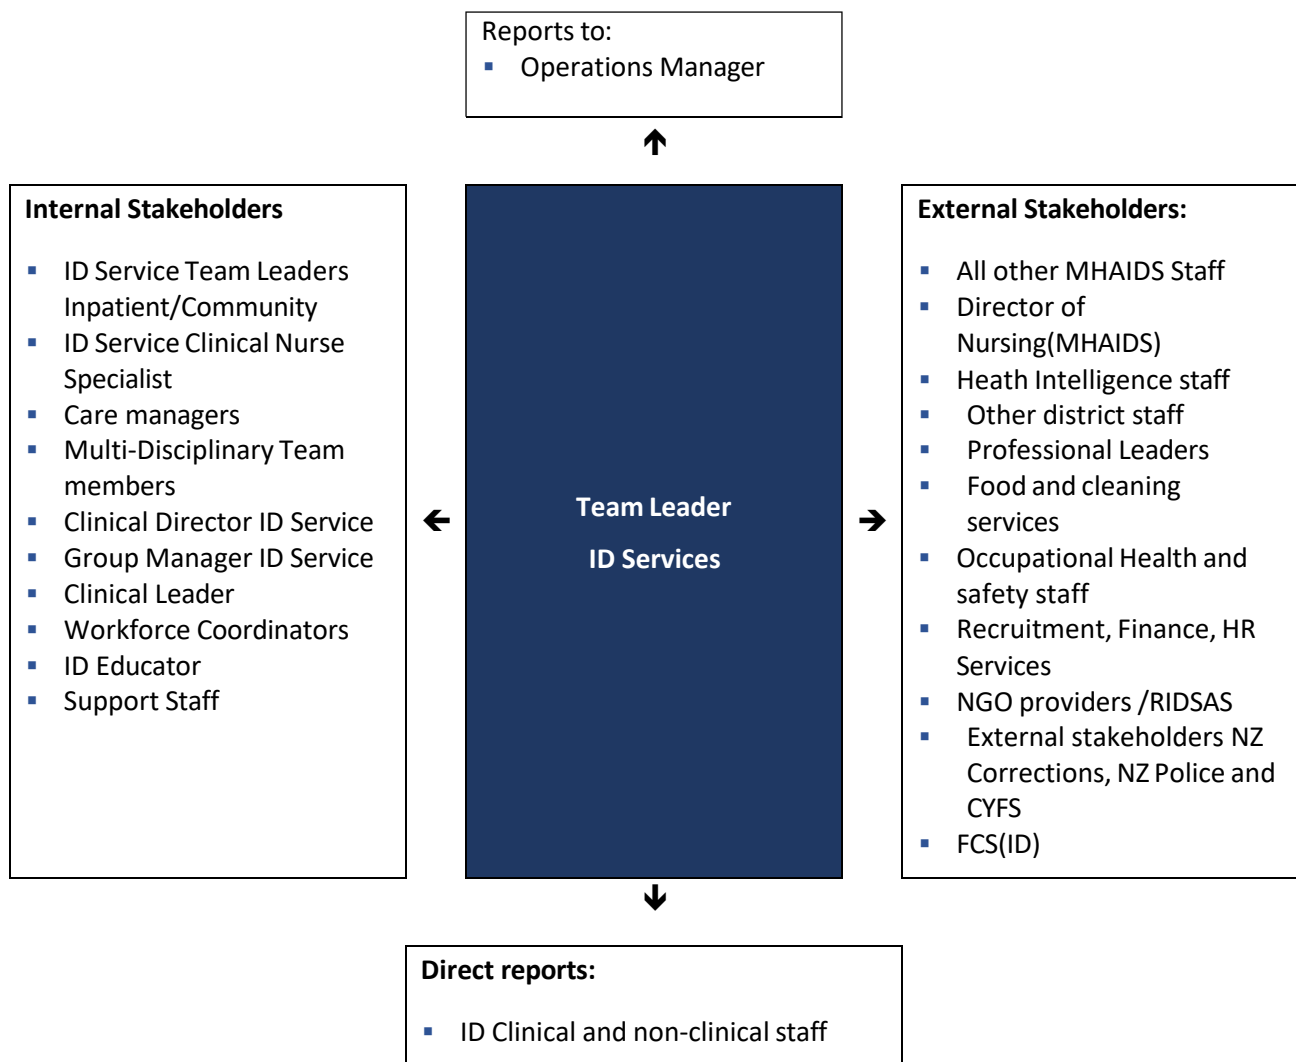 Reports to:
▪ Operations Manager
Internal Stakeholders
▪ ID Service Team Leaders
Inpatient/Community
▪ ID Service Clinical Nurse
Specialist
▪ Care managers
▪ Multi-Disciplinary Team
members
▪ Clinical Director ID Service
▪ Group Manager ID Service
▪ Clinical Leader
▪ Workforce Coordinators
▪ ID Educator
▪ Support Staff
Team Leader
ID Services
External Stakeholders:
▪ All other MHAIDS Staff
▪ Director of
Nursing(MHAIDS)
▪ Heath Intelligence staff
▪ Other district staff
▪ Professional Leaders
▪ Food and cleaning
services
▪ Occupational Health and
safety staff
▪ Recruitment, Finance, HR
Services
▪ NGO providers /RIDSAS
▪ External stakeholders NZ
Corrections, NZ Police and
CYFS
▪ FCS(ID)
Direct reports:
▪ ID Clinical and non-clinical staff